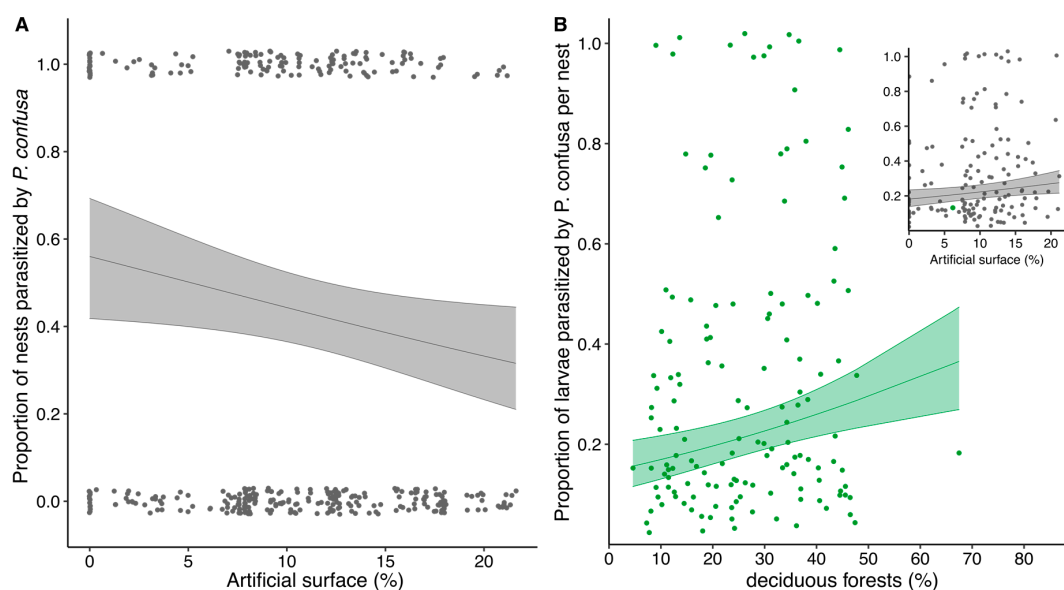 A
Proportion of nests parasitized by P. confusa
1.0
0.8
0.6
0.4
0.2
0.0
0 5 10 15 20
Artificial surface (%)
B
Proportion of larvae parasitized by P. confusa per nest
1.0
0.8
0.6
0.4
0.2
0 10 20 30 40 50 60 70 80
deciduous forests (%)
1.0
0.8
0.6
0.4
0.2
0 5 10 15 20
Artificial surface (%)